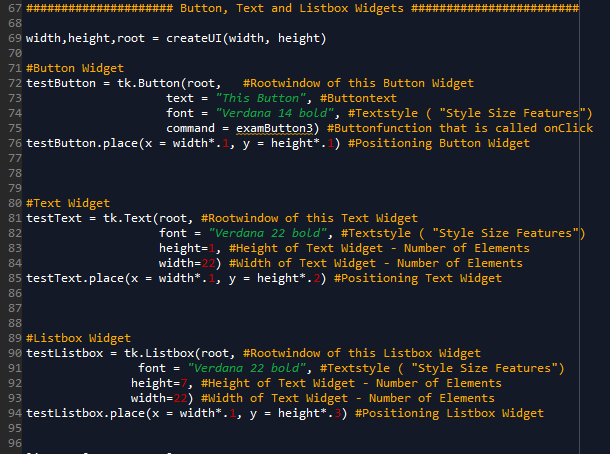 67 ##################### Button, Text and Listbox Widgets ########################
68
69 width,height,root = createUI(width, height)
70
71 #Button Widget
72 testButton = tk.Button(root,   #Rootwindow of this Button Widget
73                     text = "This Button", #Buttontext
74                     font = "Verdana 14 bold", #Textstyle ( "Style Size Features")
75                     command = examButton3) #Buttonfunction that is called onClick
76 testButton.place(x = width*.1, y = height*.1) #Positioning Button Widget
77
78
79
80 #Text Widget
81 testText = tk.Text(root, #Rootwindow of this Text Widget
82                    font = "Verdana 22 bold", #Textstyle ( "Style Size Features")
83                    height=1, #Height of Text Widget - Number of Elements
84                    width=22) #Width of Text Widget - Number of Elements
85 testText.place(x = width*.1, y = height*.2) #Positioning Text Widget
86
87
88
89 #Listbox Widget
90 testListbox = tk.Listbox(root, #Rootwindow of this Listbox Widget
91                 font = "Verdana 22 bold", #Textstyle ( "Style Size Features")
92                height=7, #Height of Text Widget - Number of Elements
93                width=22) #Width of Text Widget - Number of Elements
94 testListbox.place(x = width*.1, y = height*.3) #Positioning Listbox Widget
95
96